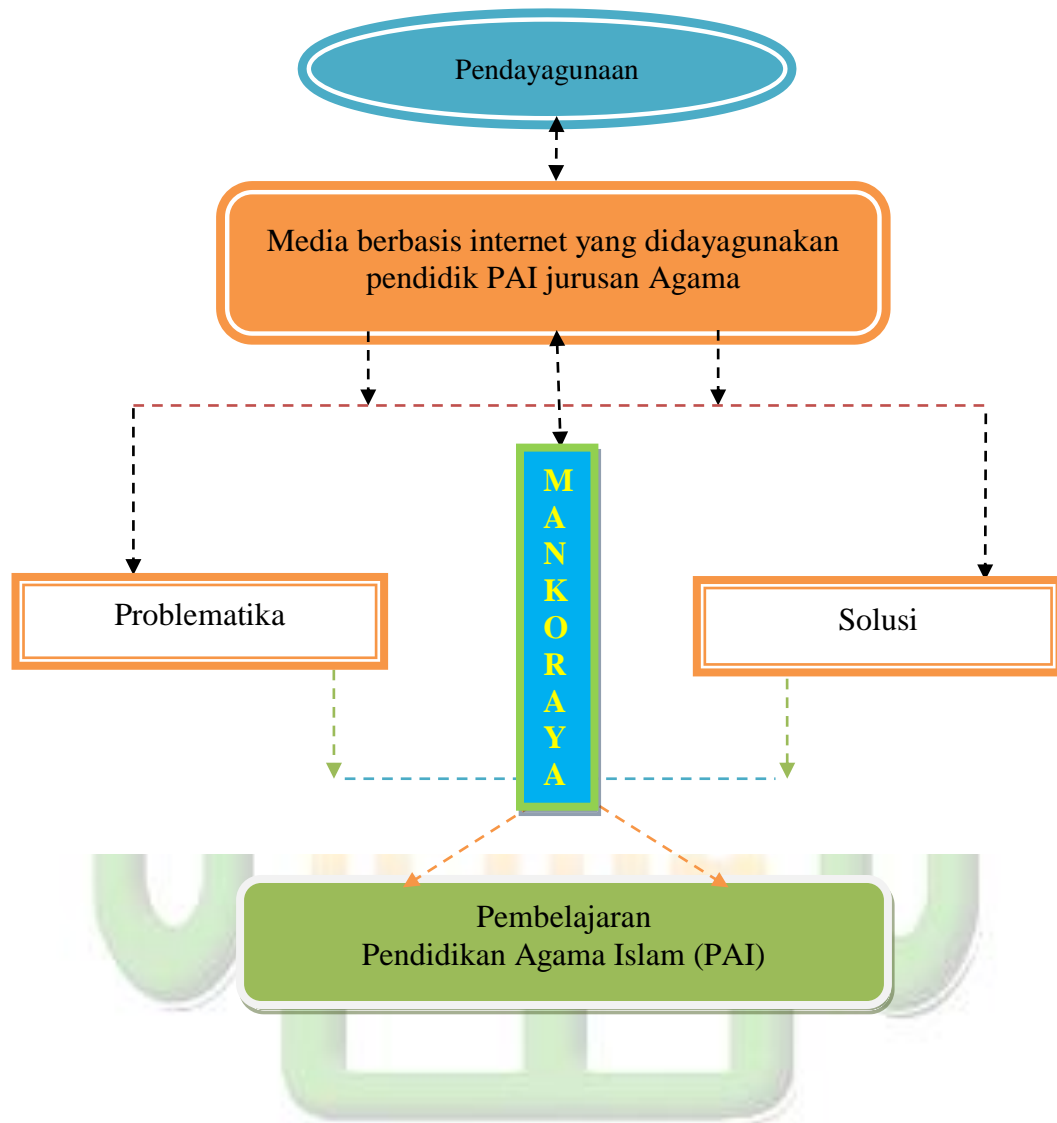 Pendayagunaan
Media berbasis internet yang didayagunakan
pendidik PAI jurusan Agama
M
A
N
K
O
R
A
Y
A
Problematika
Solusi
Pembelajaran
Pendidikan Agama Islam (PAI)